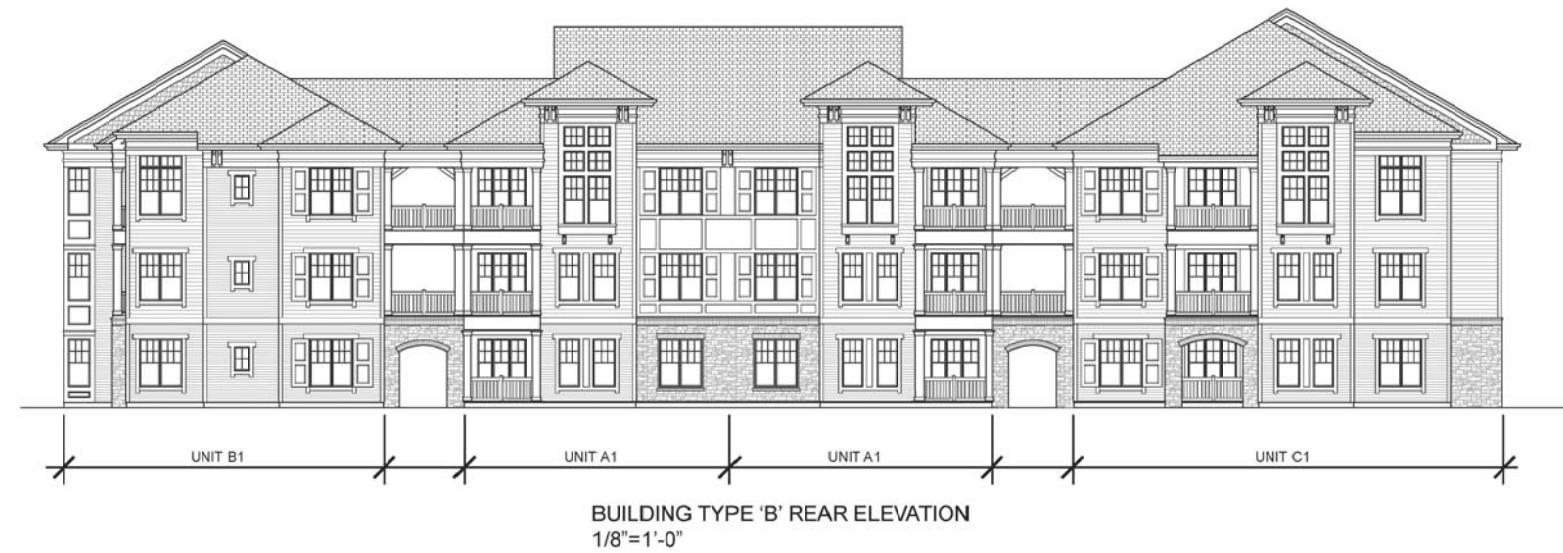 UNIT B1
UNIT A1
UNIT A1
UNIT C1
BUILDING TYPE ‘B’ REAR ELEVATION
1/8”=1’-0”